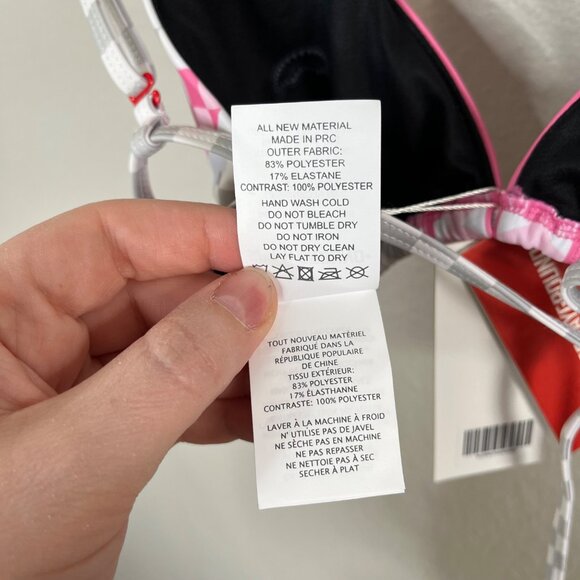 ALL NEW MATERIAL
MADE IN PRC
OUTER FABRIC:
83% POLYESTER
17% ELASTANE
CONTRAST: 100% POLYESTER
HAND WASH COLD
DO NOT BLEACH
DO NOT TUMBLE DRY
DO NOT IRON
DO NOT DRY CLEAN
LAY FLAT TO DRY
TOUT NOUVEAU MATÉRIEL
FABRIQUÉ DANS LA
RÉPUBLIQUE POPULAIRE
DE CHINE
TISSU EXTÉRIEUR:
83% POLYESTER
17% ÉLASTHANNE
CONTRASTE: 100% POLYESTER
LAVER À LA MACHINE À FROID
N' UTILISE PAS DE JAVEL
NE SÈCHE PAS EN MACHINE
NE PAS REPASSER
NE NETTOIE PAS À SEC
SECHER À PLAT